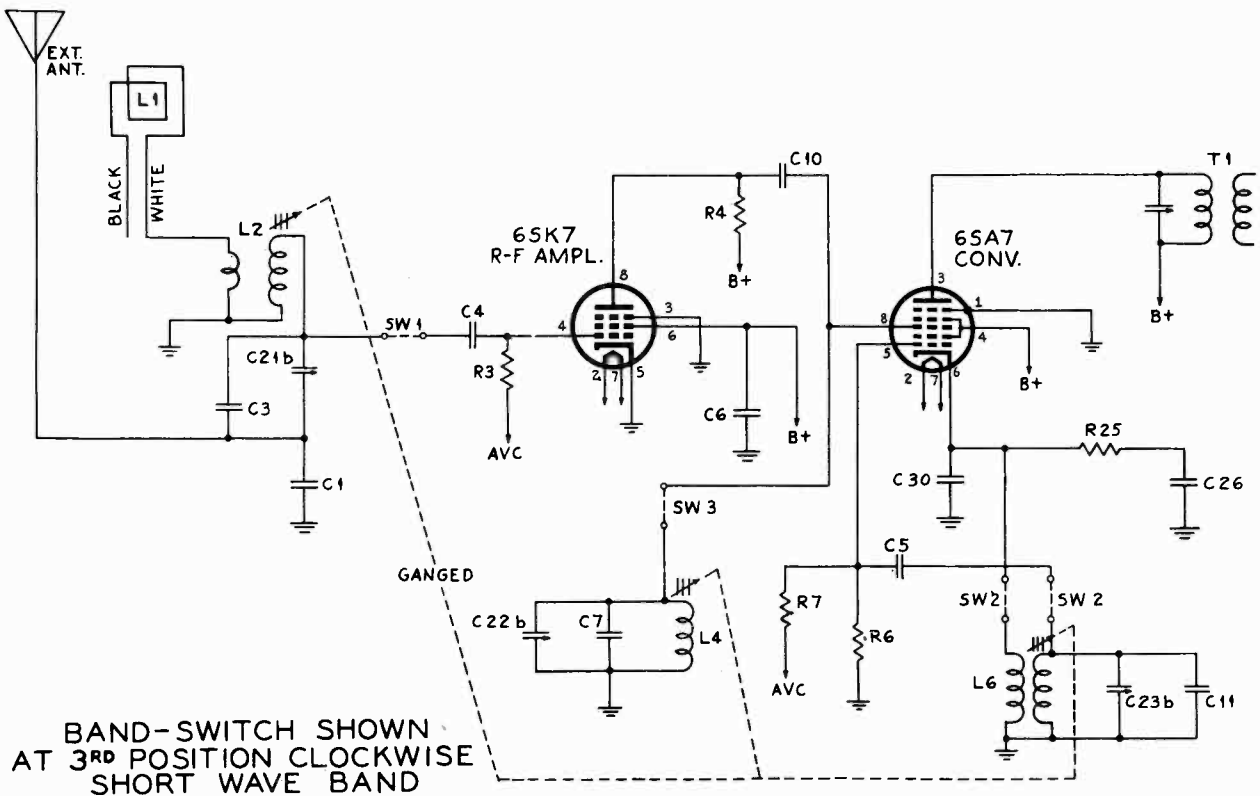 EXT.
ANT.
L1
BLACK
WHITE
L2
C21b
C3
C1
SW1
C4
R3
AVC
6SK7
R-F AMPL.
8
4
3
6
2
7
5
C6
B+
R4
B+
C10
6SA7
CONV.
3
1
8
4
5
2
7
6
B+
T1
B+
R25
C30
C26
SW 3
GANGED
C22b
C7
L4
C5
R7
R6
AVC
SW2
SW 2
L6
C23b
C11
BAND-SWITCH SHOWN
AT 3RD POSITION CLOCKWISE
SHORT WAVE BAND